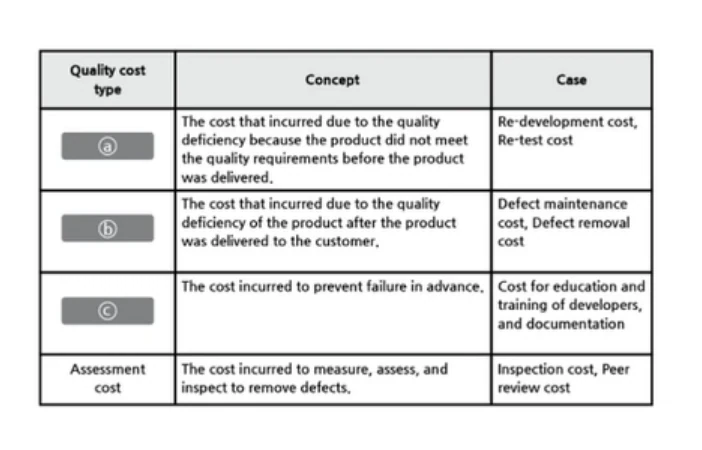 Quality cost
type
Concept
Case
ⓐ
The cost that incurred due to the quality
deficiency because the product did not meet
the quality requirements before the product
was delivered.
Re-development cost,
Re-test cost
ⓑ
The cost that incurred due to the quality
deficiency of the product after the product
was delivered to the customer.
Defect maintenance
cost, Defect removal
cost
ⓒ
The cost incurred to prevent failure in advance.
Cost for education and
training of developers,
and documentation
Assessment
cost
The cost incurred to measure, assess, and
inspect to remove defects.
Inspection cost, Peer
review cost